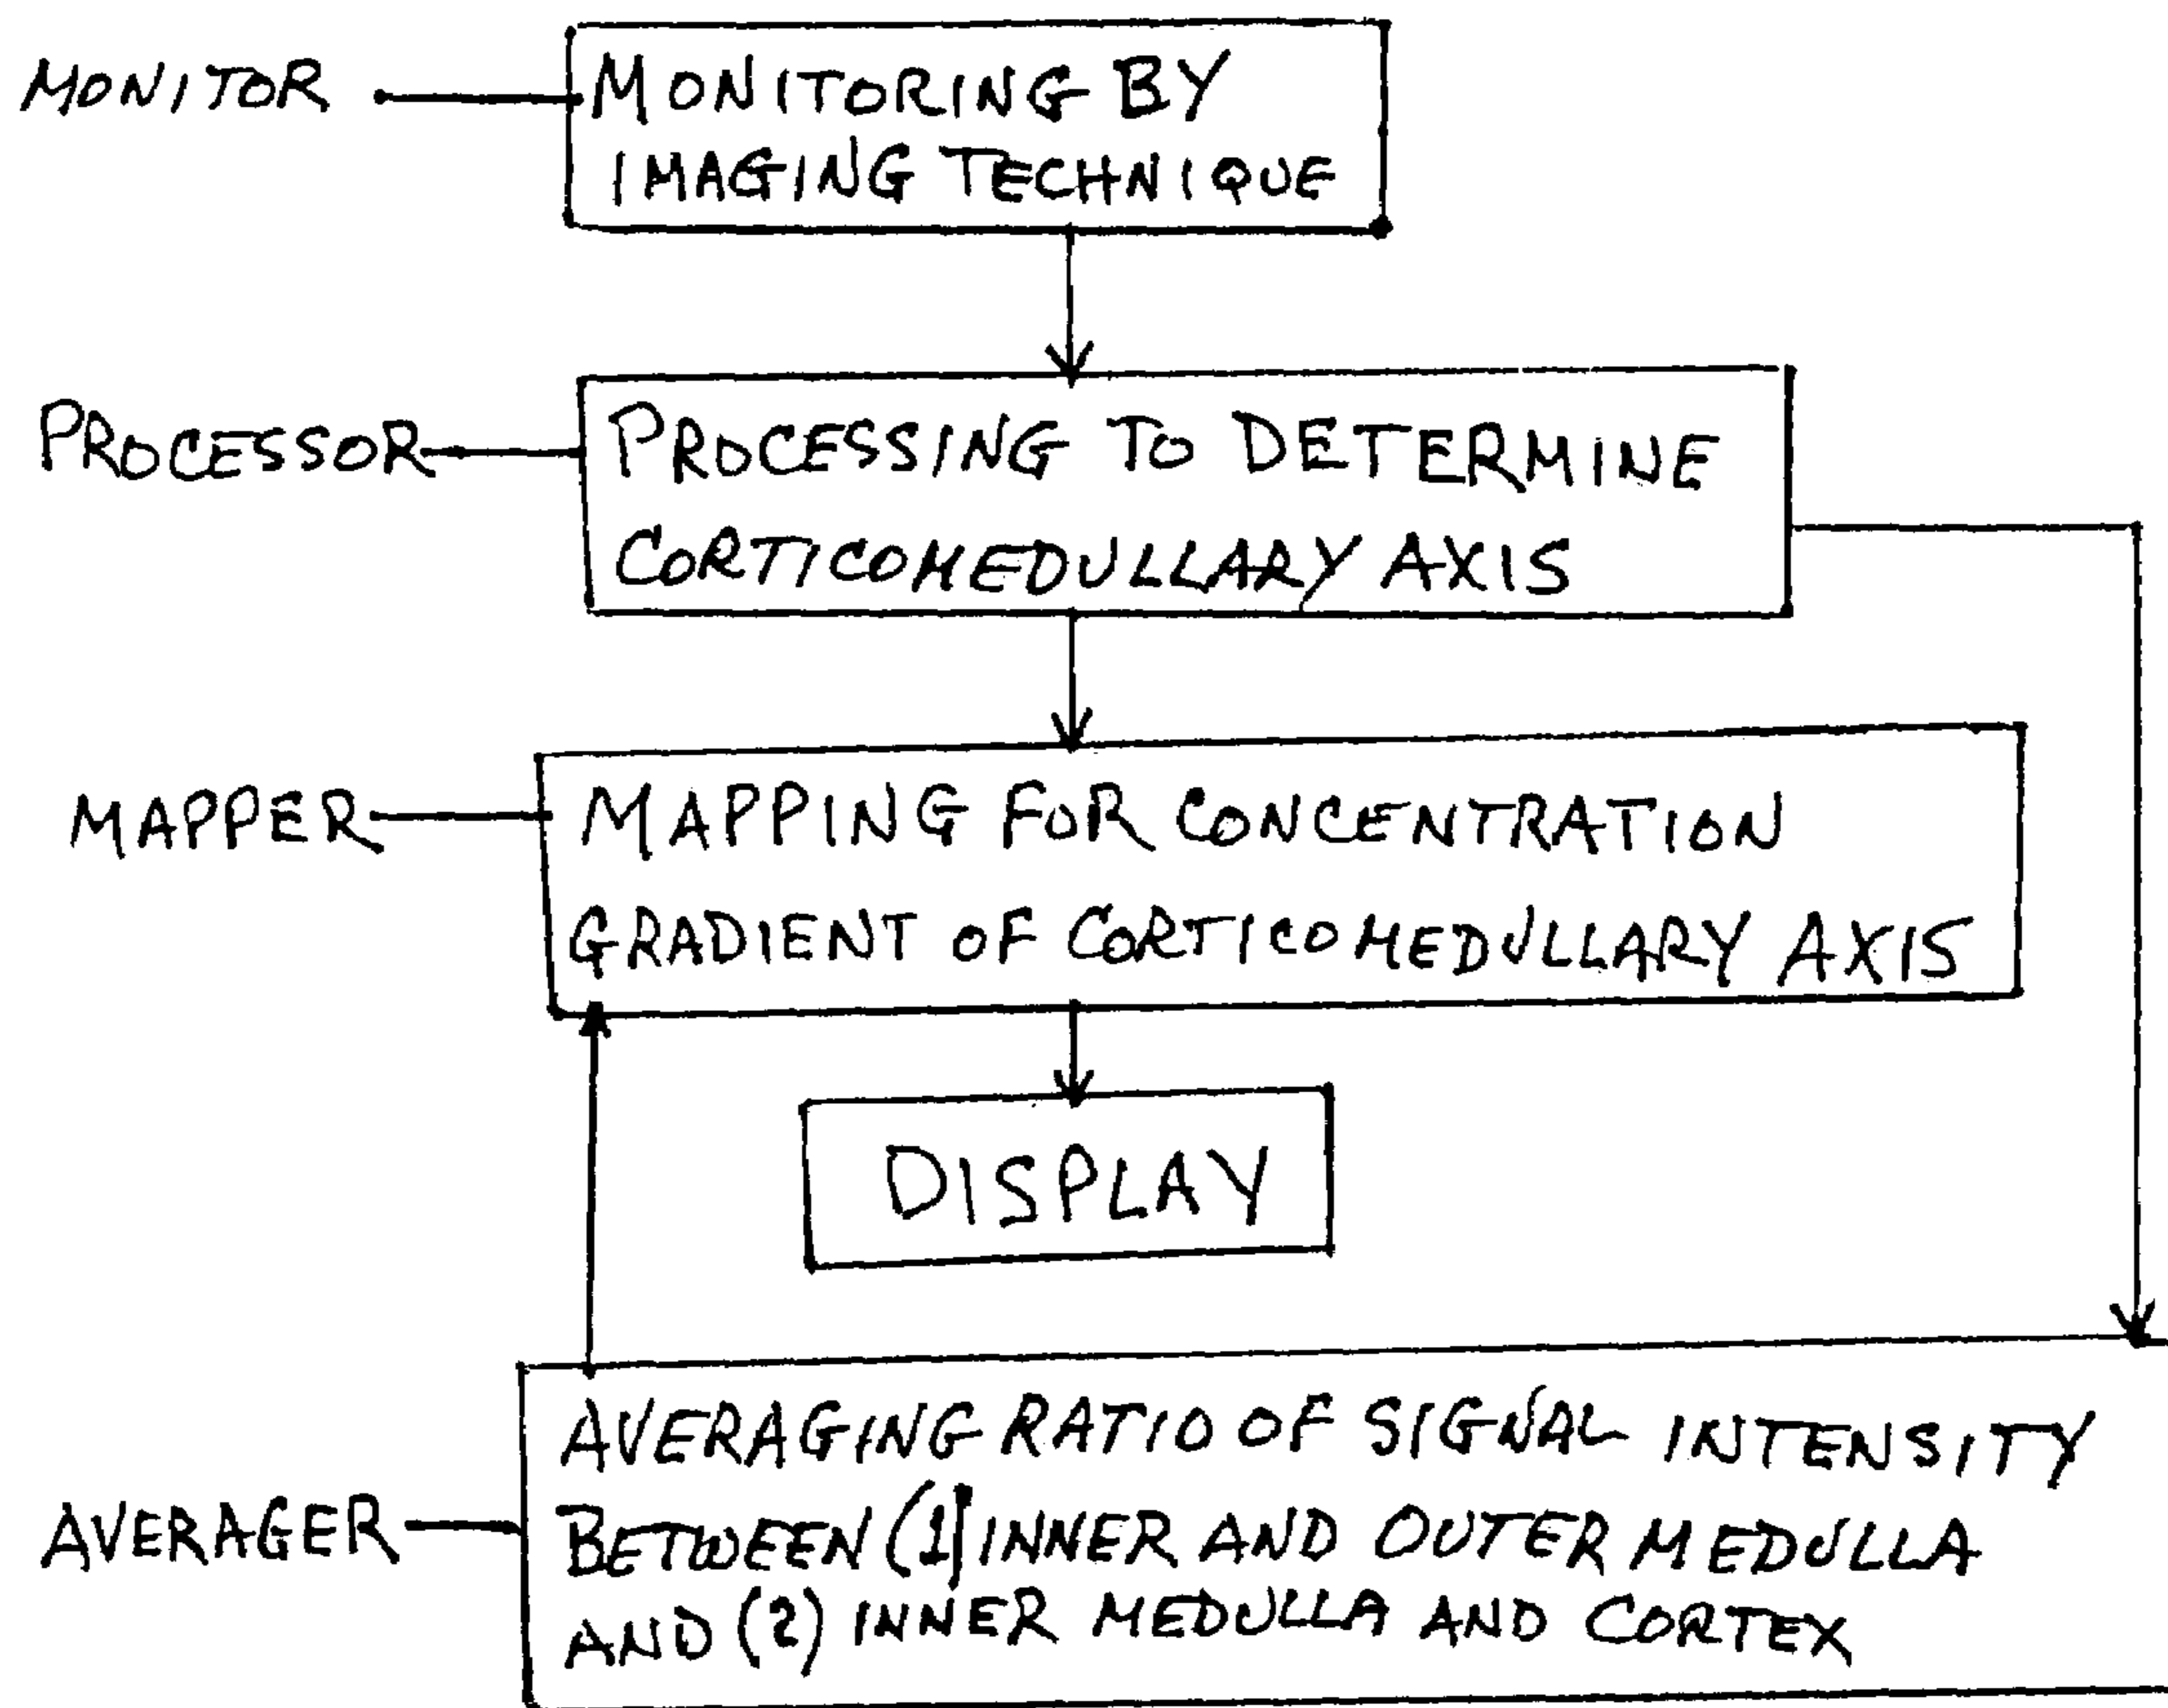 MONITOR
MONITORING BY
IMAGING TECHNIQUE
PROCESSOR
PROCESSING TO DETERMINE
CORTICOMEDULLARY AXIS
MAPPER
MAPPING FOR CONCENTRATION
GRADIENT OF CORTICOMEDULLARY AXIS
DISPLAY
AVERAGING RATIO OF SIGNAL INTENSITY
AVERAGER
BETWEEN (1) INNER AND OUTER MEDULLA
AND (2) INNER MEDULLA AND CORTEX